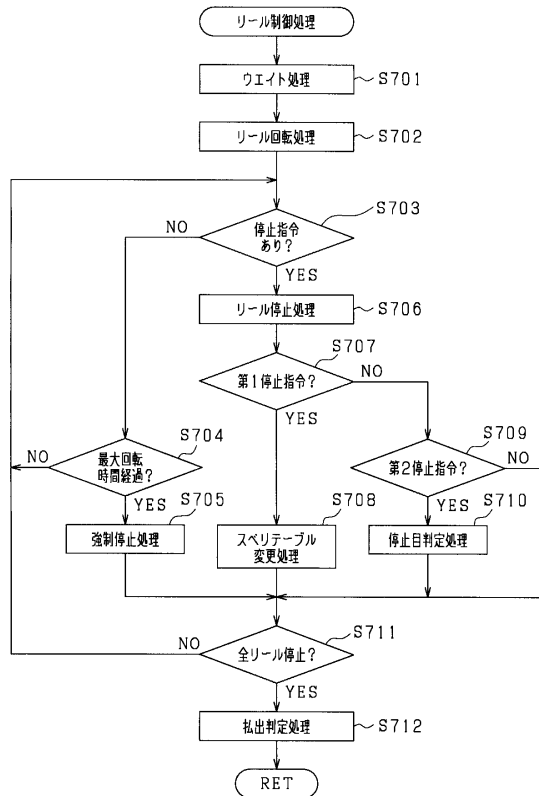 リール制御処理
ウエイト処理
S701
リール回転処理
S702
S703
停止指令
あり?
NO
YES
リール停止処理
S706
S707
第1停止指令?
NO
YES
S704
最大回転
時間経過?
NO
YES
S709
第2停止指令?
NO
YES
S705
強制停止処理
S708
スベリテーブル
変更処理
S710
停止目判定処理
S711
全リール停止?
NO
YES
払出判定処理
S712
RET